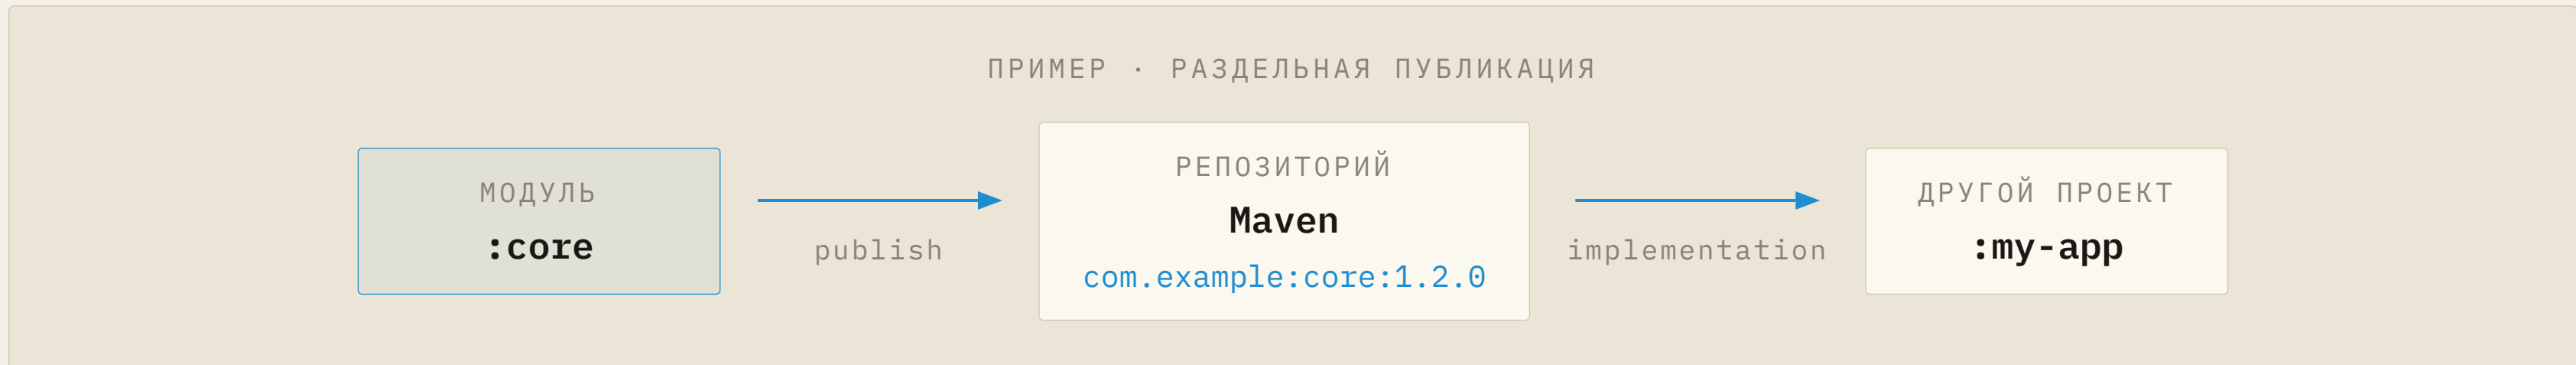 ПРИМЕР · РАЗДЕЛЬНАЯ ПУБЛИКАЦИЯ
МОДУЛЬ
:core
publish
РЕПОЗИТОРИЙ
Maven
com.example:core:1.2.0
implementation
ДРУГОЙ ПРОЕКТ
:my-app